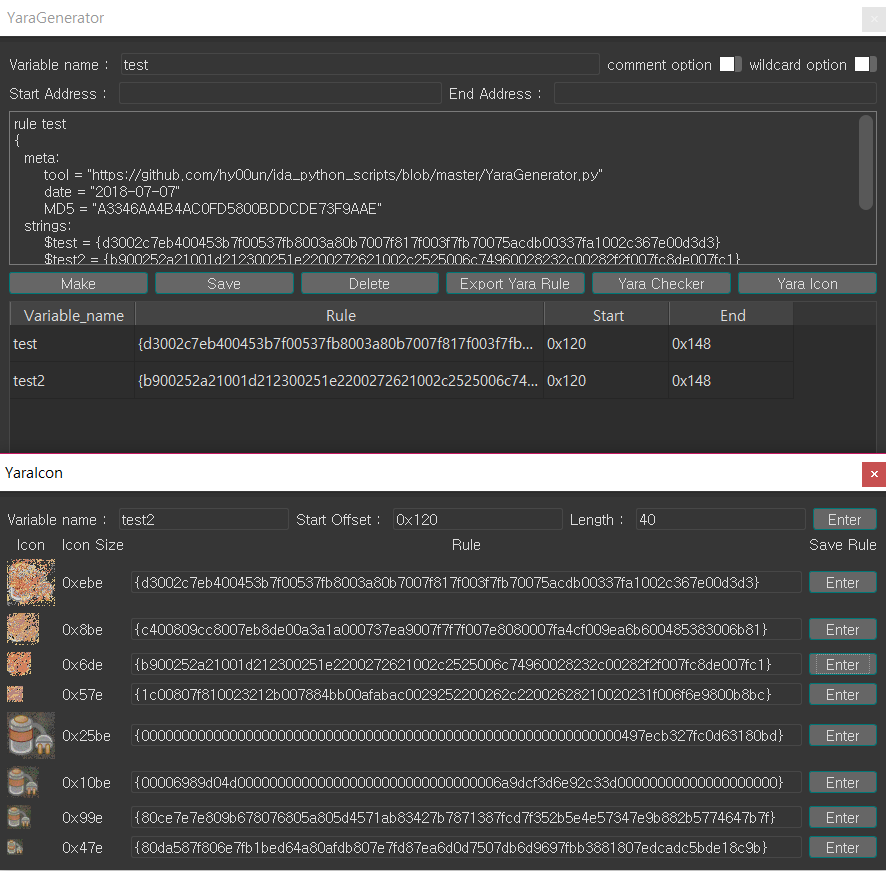 YaraGenerator
Variable name : test comment option wildcard option
Start Address : End Address :
rule test
{
meta:
tool = "https://github.com/hy00un/ida_python_scripts/blob/master/YaraGenerator.py"
date = "2018-07-07"
MD5 = "A3346AA4B4AC0FD5800BDDCDE73F9AAE"
strings:
$test = {d3002c7eb400453b7f00537fb8003a80b7007f817f003f7fb70075acdb00337fa1002c367e00d3d3}
$test2 = {b900252a21001d212300251e2200272621002c2525006c74960028232c00282f2f007fc8de007fc1}
Make Save Delete Export Yara Rule Yara Checker Yara Icon
Variable_name Rule Start End
test {d3002c7eb400453b7f00537fb8003a80b7007f817f003f7fb... 0x120 0x148
test2 {b900252a21001d212300251e2200272621002c2525006c74... 0x120 0x148
YaraIcon
Variable name : test2 Start Offset : 0x120 Length : 40 Enter
Icon Icon Size Rule Save Rule
0xebe {d3002c7eb400453b7f00537fb8003a80b7007f817f003f7fb70075acdb00337fa1002c367e00d3d3} Enter
0x8be {c400809cc8007eb8de00a3a1a000737ea9007f7f7f007e8080007fa4cf009ea6b600485383006b81} Enter
0x6de {b900252a21001d212300251e2200272621002c2525006c74960028232c00282f2f007fc8de007fc1} Enter
0x57e {1c00807f810023212b007884bb00afabac0029252200262c22002628210020231f006f6e9800b8bc} Enter
0x25be {000000000000000000000000000000000000000000000000000000000000497ecb327fc0d63180bd} Enter
0x10be {00006989d04d00000000000000000000000000000006a9dcf3d6e92c33d00000000000000000000} Enter
0x99e {80ce7e7e809b678076805a805d4571ab83427b7871387fcd7f352b5e4e57347e9b882b5774647b7f} Enter
0x47e {80da587f806e7fb1bed64a80afdb807e7fd87ea6d0d7507db6d9697fbb3881807edcadc5bde18c9b} Enter